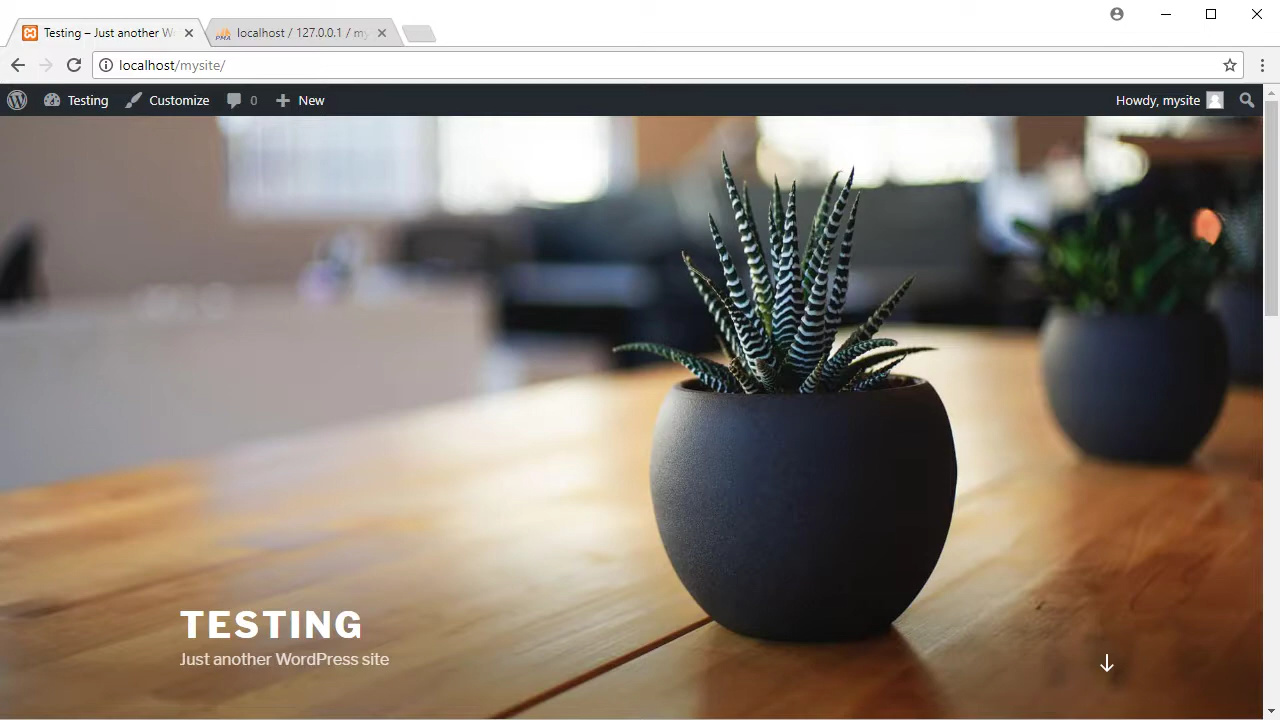 Testing – Just another W
localhost / 127.0.0.1 / my
localhost/mysite/
Testing
Customize
0
New
Howdy, mysite
TESTING
Just another WordPress site